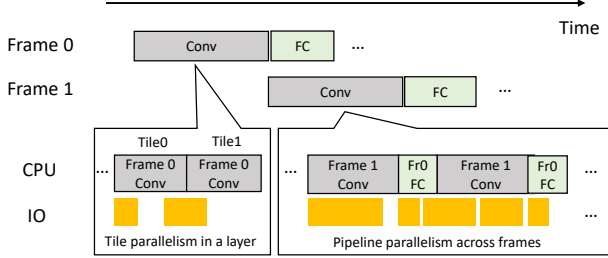 Time
Frame 0
Conv
FC
...
Frame 1
Conv
FC
...
Tile0 Tile1
CPU
... Frame 0 Conv Frame 0 Conv
... Frame 1 Conv Fr0 FC Frame 1 Conv Fr0 FC ...
IO
...
Tile parallelism in a layer
Pipeline parallelism across frames